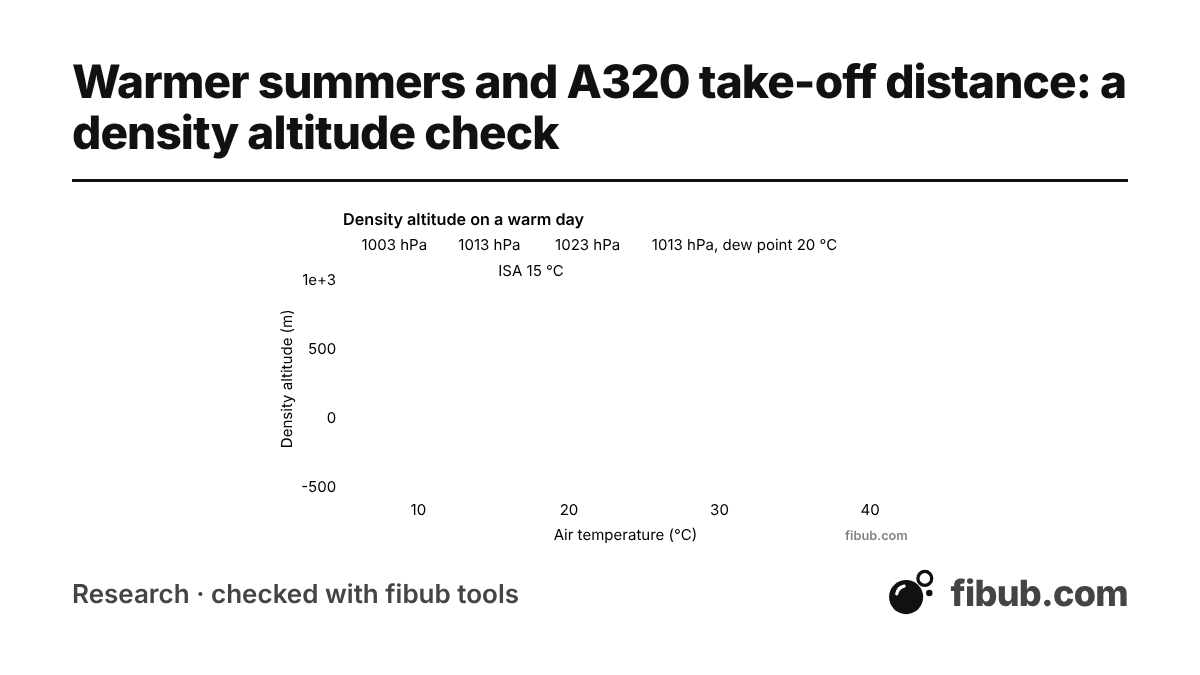 Warmer summers and A320 take-off distance: a
density altitude check
Density altitude on a warm day
1003 hPa 1013 hPa 1023 hPa 1013 hPa, dew point 20 °C
ISA 15 °C
1e+3
500
0
-500
Density altitude (m)
10 20 30 40
Air temperature (°C)
fibub.com
Research · checked with fibub tools
fibub.com